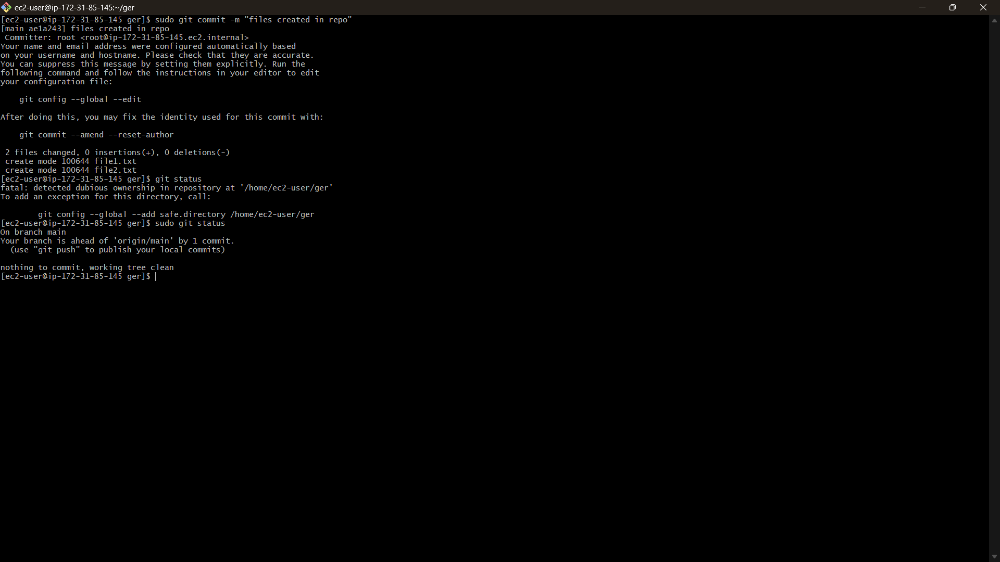 ec2-user@ip-172-31-85-145:~/ger
[ec2-user@ip-172-31-85-145 ger]$ sudo git commit -m "files created in repo"
[main ae1a243] files created in repo
 Committer: root <root@ip-172-31-85-145.ec2.internal>
Your name and email address were configured automatically based
on your username and hostname. Please check that they are accurate.
You can suppress this message by setting them explicitly. Run the
following command and follow the instructions in your editor to edit
your configuration file:

    git config --global --edit

After doing this, you may fix the identity used for this commit with:

    git commit --amend --reset-author

 2 files changed, 0 insertions(+), 0 deletions(-)
 create mode 100644 file1.txt
 create mode 100644 file2.txt
[ec2-user@ip-172-31-85-145 ger]$ git status
fatal: detected dubious ownership in repository at '/home/ec2-user/ger'
To add an exception for this directory, call:

        git config --global --add safe.directory /home/ec2-user/ger
[ec2-user@ip-172-31-85-145 ger]$ sudo git status
On branch main
Your branch is ahead of 'origin/main' by 1 commit.
  (use "git push" to publish your local commits)

nothing to commit, working tree clean
[ec2-user@ip-172-31-85-145 ger]$